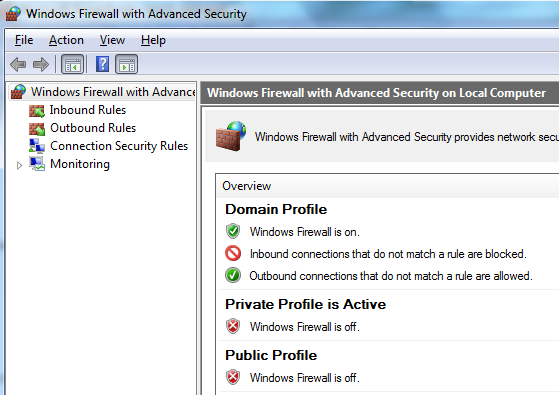 Windows Firewall with Advanced Security
File Action View Help
Windows Firewall with Advance
Inbound Rules
Outbound Rules
Connection Security Rules
Monitoring
Windows Firewall with Advanced Security on Local Computer
Windows Firewall with Advanced Security provides network secu
Overview
Domain Profile
Windows Firewall is on.
Inbound connections that do not match a rule are blocked.
Outbound connections that do not match a rule are allowed.
Private Profile is Active
Windows Firewall is off.
Public Profile
Windows Firewall is off.